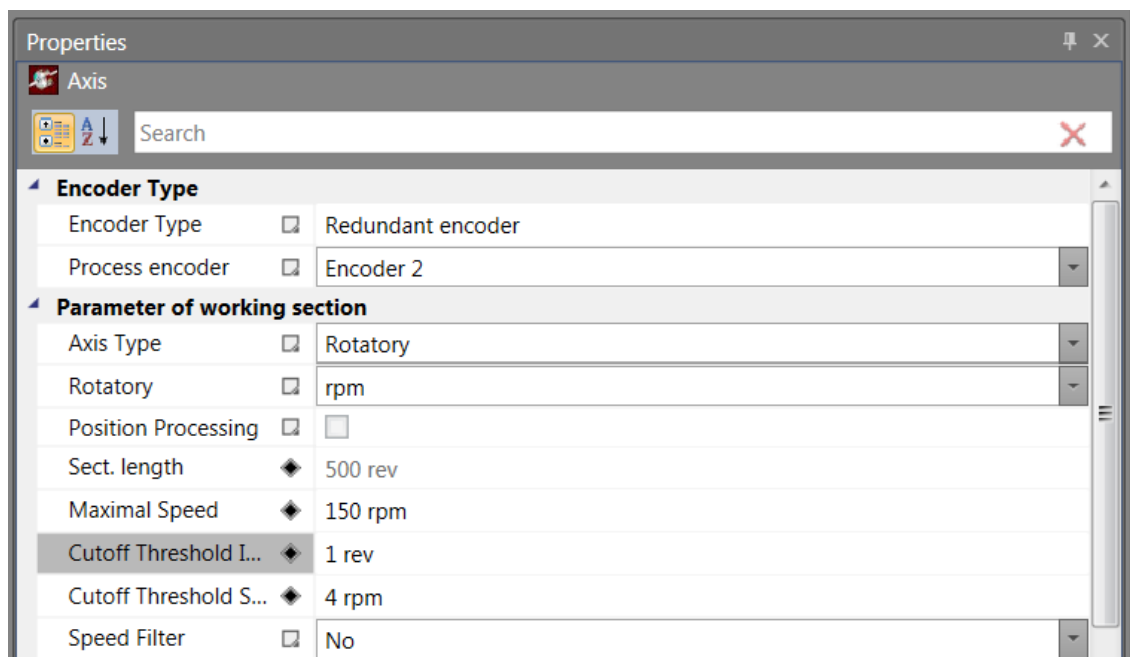 Properties
Axis
A Z Search
Encoder Type
Encoder Type Redundant encoder
Process encoder Encoder 2
Parameter of working section
Axis Type Rotatory
Rotatory rpm
Position Processing
Sect. length 500 rev
Maximal Speed 150 rpm
Cutoff Threshold I... 1 rev
Cutoff Threshold S... 4 rpm
Speed Filter No